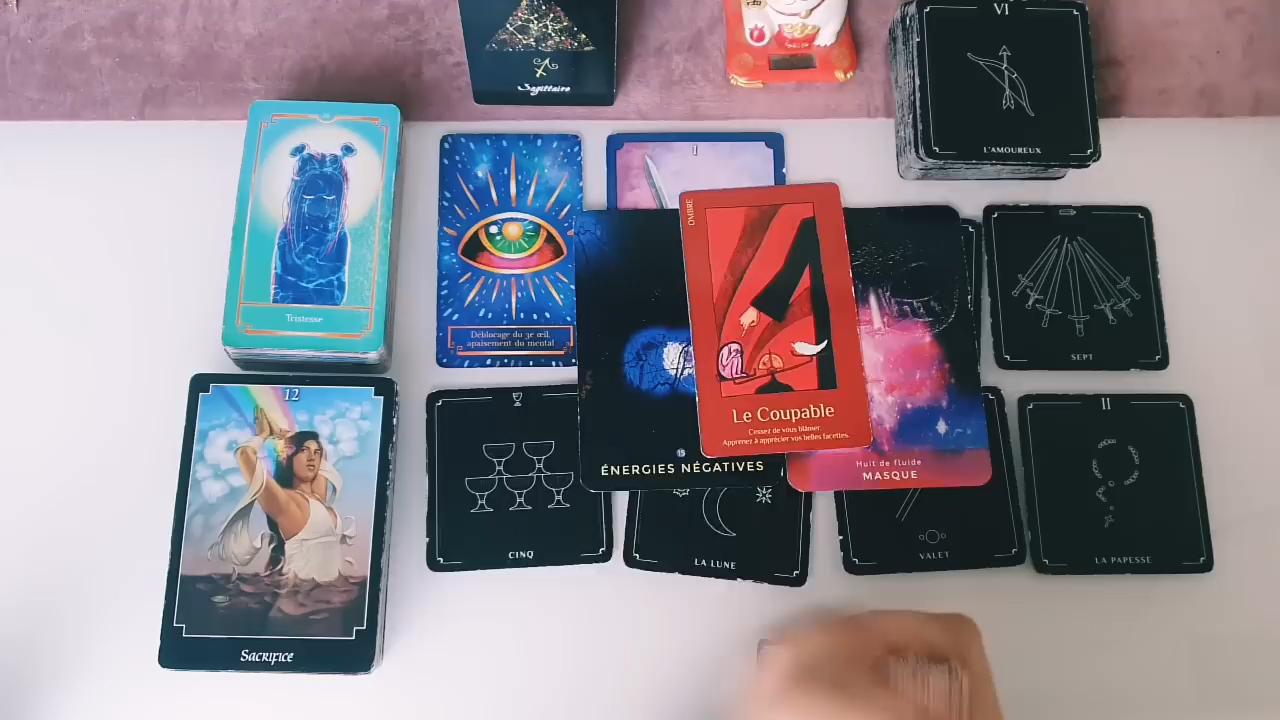 Sagittaire
VI
L'AMOUREUX
Tristesse
Déblocage du 3e œil,
apaisement du mental
I
OMBRE
Le Coupable
Cessez de vous blâmer.
Apprenez à apprécier vos belles facettes.
15
ÉNERGIES NÉGATIVES
Huit de fluide
MASQUE
SEPT
12
Sacrifice
CINQ
LA LUNE
VALET
II
LA PAPESSE